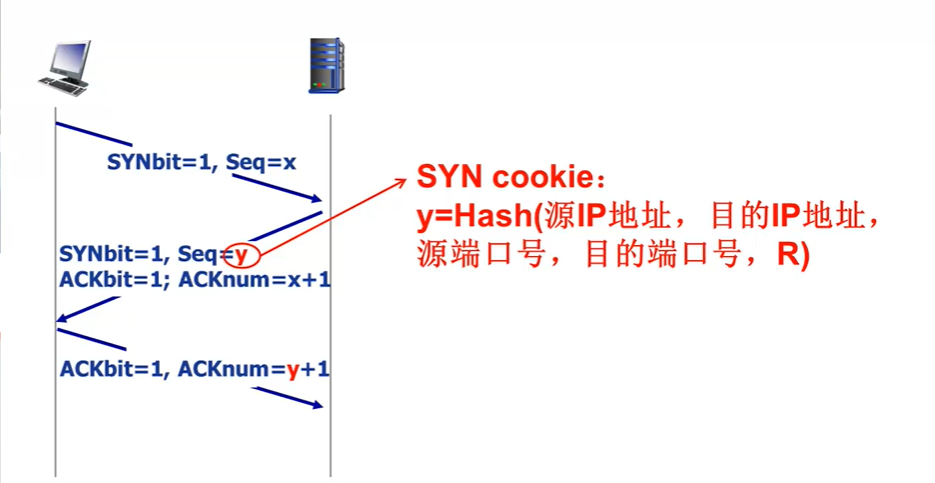 SYNbit=1, Seq=x
SYN cookie：
y=Hash(源IP地址，目的IP地址，
源端口号，目的端口号，R)
SYNbit=1, Seq=y
ACKbit=1; ACKnum=x+1
ACKbit=1, ACKnum=y+1